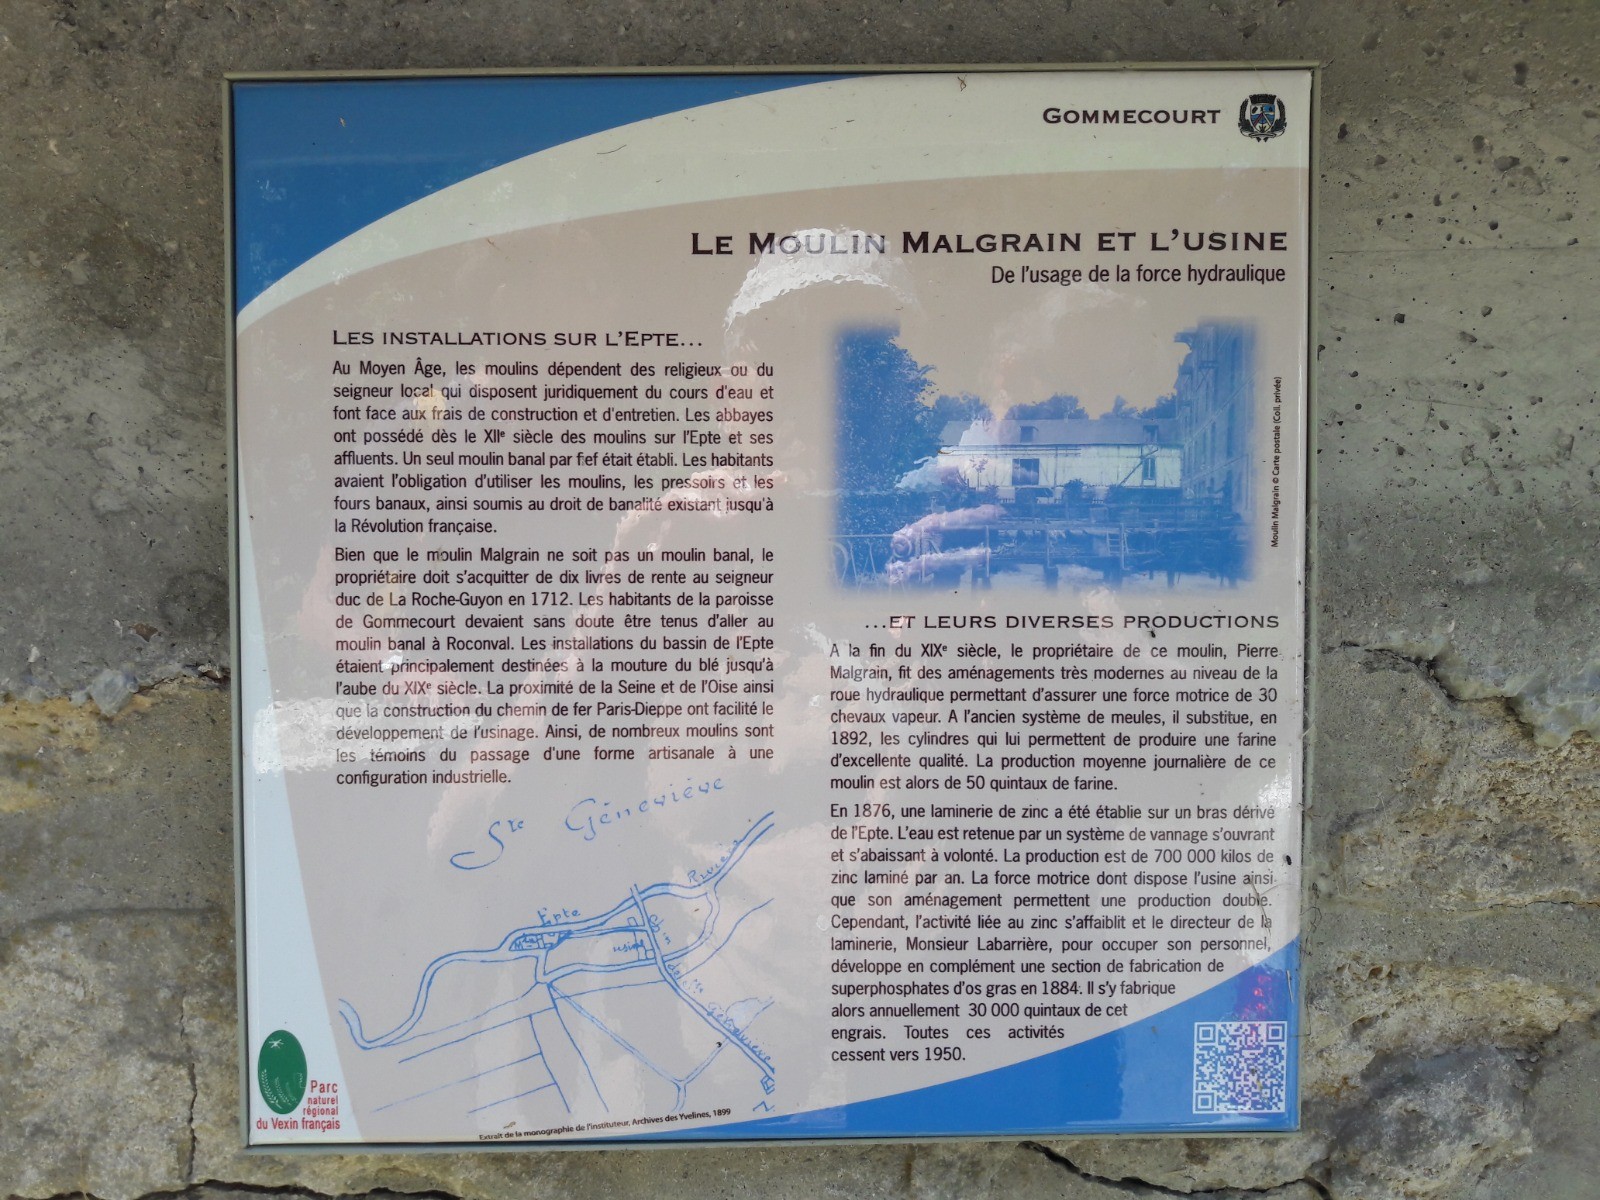 GOMMECOURT
LE MOULIN MALGRAIN ET L'USINE
De l'usage de la force hydraulique
LES INSTALLATIONS SUR L'EPTE...
Au Moyen Âge, les moulins dépendent des religieux ou du
seigneur local qui disposent juridiquement du cours d'eau et
font face aux frais de construction et d'entretien. Les abbayes
ont possédé dès le XIIe siècle des moulins sur l'Epte et ses
affluents. Un seul moulin banal par fief était établi. Les habitants
avaient l'obligation d'utiliser les moulins, les pressoirs et les
fours banaux, ainsi soumis au droit de banalité existant jusqu'à
la Révolution française.
Bien que le moulin Malgrain ne soit pas un moulin banal, le
propriétaire doit s'acquitter de dix livres de rente au seigneur
duc de La Roche-Guyon en 1712. Les habitants de la paroisse
de Gommecourt devaient sans doute être tenus d'aller au
moulin banal à Roconval. Les installations du bassin de l'Epte
étaient principalement destinées à la mouture du blé jusqu'à
l'aube du XIXe siècle. La proximité de la Seine et de l'Oise ainsi
que la construction du chemin de fer Paris-Dieppe ont facilité le
développement de l'usinage. Ainsi, de nombreux moulins sont
les témoins du passage d'une forme artisanale à une
configuration industrielle.
Ste Géneviève
Rivière
Epte
Mlin
usine
Chin
de Ste Géneviève
Extrait de la monographie de l'instituteur, Archives des Yvelines, 1899
Parc
naturel
régional
du Vexin français
Moulin Malgrain © Carte postale (Coll. privée)
...ET LEURS DIVERSES PRODUCTIONS
A la fin du XIXe siècle, le propriétaire de ce moulin, Pierre
Malgrain, fit des aménagements très modernes au niveau de la
roue hydraulique permettant d'assurer une force motrice de 30
chevaux vapeur. A l'ancien système de meules, il substitue, en
1892, les cylindres qui lui permettent de produire une farine
d'excellente qualité. La production moyenne journalière de ce
moulin est alors de 50 quintaux de farine.
En 1876, une laminerie de zinc a été établie sur un bras dérivé
de l'Epte. L'eau est retenue par un système de vannage s'ouvrant
et s'abaissant à volonté. La production est de 700 000 kilos de
zinc laminé par an. La force motrice dont dispose l'usine ainsi
que son aménagement permettent une production double.
Cependant, l'activité liée au zinc s'affaiblit et le directeur de la
laminerie, Monsieur Labarrière, pour occuper son personnel,
développe en complément une section de fabrication de
superphosphates d'os gras en 1884. Il s'y fabrique
alors annuellement 30 000 quintaux de cet
engrais. Toutes ces activités
cessent vers 1950.